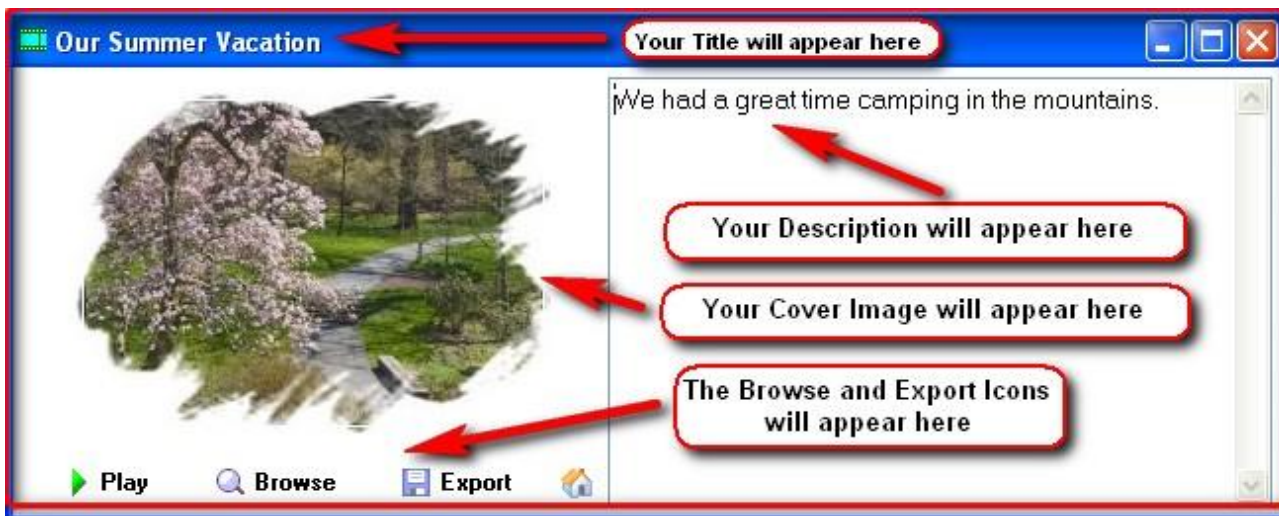 Our Summer Vacation
Your Title will appear here
We had a great time camping in the mountains.
Your Description will appear here
Your Cover Image will appear here
The Browse and Export Icons
will appear here
Play Browse Export